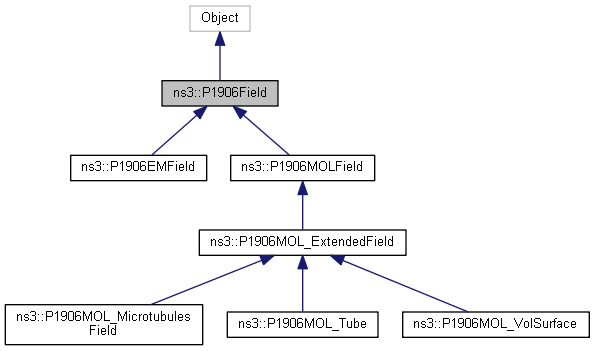 Object
ns3::P1906Field
ns3::P1906EMField
ns3::P1906MOLField
ns3::P1906MOL_ExtendedField
ns3::P1906MOL_Microtubules
Field
ns3::P1906MOL_Tube
ns3::P1906MOL_VolSurface